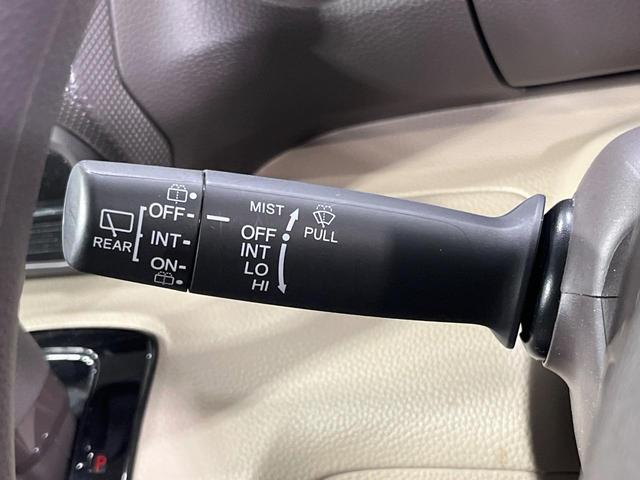 REAR
OFF
INT
ON
MIST
OFF
INT
LO
HI
PULL
P